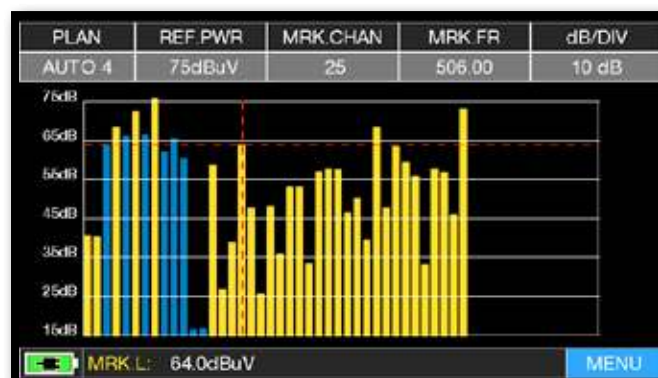 PLAN REF.PWR MRK.CHAN MRK.FR dB/DIV
AUTO 4 75dBuV 25 506.00 10 dB
75dB
65dB
55dB
45dB
35dB
25dB
15dB
MRK.L: 64.0dBuV MENU